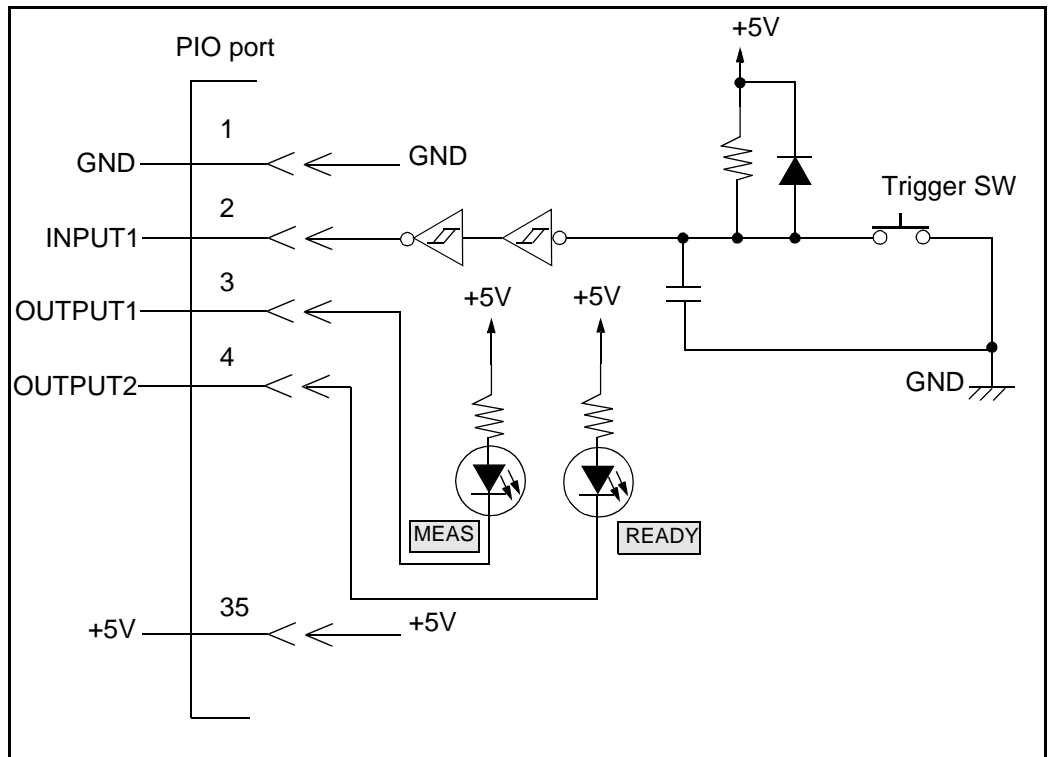 +5V
PIO port
1
GND
GND
Trigger SW
2
INPUT1
3
+5V
+5V
OUTPUT1
4
OUTPUT2
GND
MEAS
READY
35
+5V
+5V